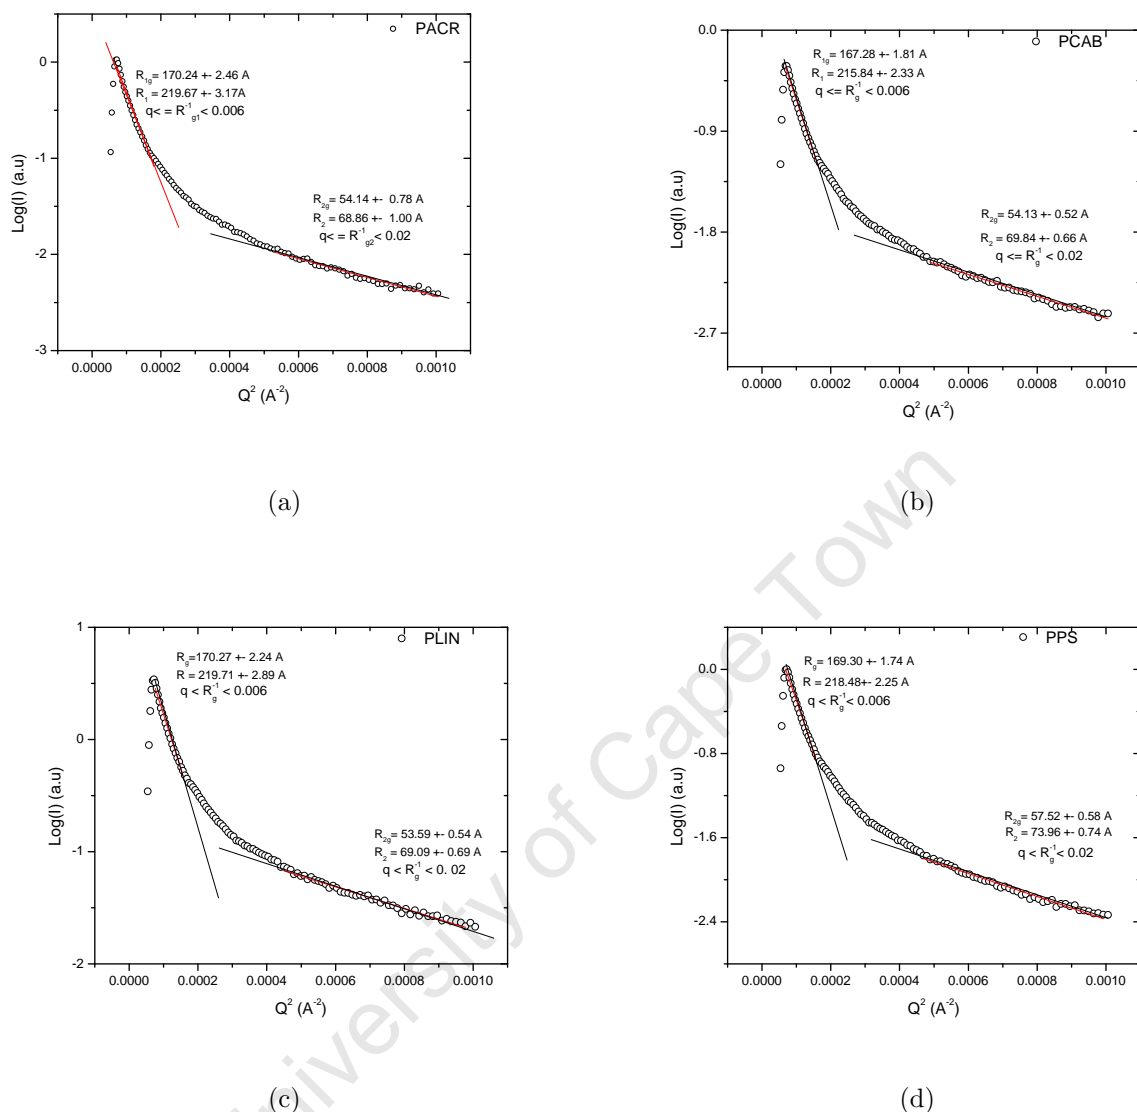 PACR
R1g= 170.24 +- 2.46 A
R1= 219.67 +- 3.17A
q<= R-1g1 < 0.006
R2g= 54.14 +- 0.78 A
R2= 68.86 +- 1.00 A
q<= R-1g2 < 0.02
Log(I) (a.u)
0
-1
-2
-3
0.0000 0.0002 0.0004 0.0006 0.0008 0.0010
Q2 (A-2)
(a)
PCAB
R1g= 167.28 +- 1.81 A
R1= 215.84 +- 2.33 A
q <= R-1g < 0.006
R2g= 54.13 +- 0.52 A
R2= 69.84 +- 0.66 A
q <= R-1g < 0.02
Log(I) (a.u)
0.0
-0.9
-1.8
-2.7
0.0000 0.0002 0.0004 0.0006 0.0008 0.0010
Q2 (A-2)
(b)
PLIN
Rg=170.27 +- 2.24 A
R = 219.71 +- 2.89 A
q < R-1g < 0.006
R2g= 53.59 +- 0.54 A
R2= 69.09 +- 0.69 A
q < R-1g < 0. 02
Log(I) (a.u)
1
0
-1
-2
0.0000 0.0002 0.0004 0.0006 0.0008 0.0010
Q2 (A-2)
(c)
PPS
Rg= 169.30 +- 1.74 A
R = 218.48+- 2.25 A
q < R-1g < 0.006
R2g= 57.52 +- 0.58 A
R2= 73.96 +- 0.74 A
q < R-1g < 0.02
Log(I) (a.u)
0.0
-0.8
-1.6
-2.4
0.0000 0.0002 0.0004 0.0006 0.0008 0.0010
Q2 (A-2)
(d)
niversity of Cape Town